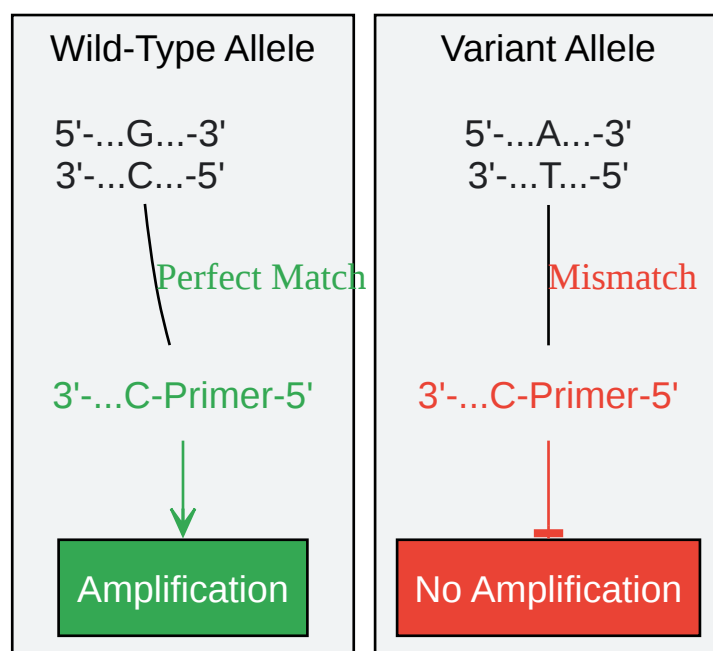 Wild-Type Allele
5'-...G...-3'
3'-...C...-5'
Perfect Match
3'-...C-Primer-5'
Amplification
Variant Allele
5'-...A...-3'
3'-...T...-5'
Mismatch
3'-...C-Primer-5'
No Amplification